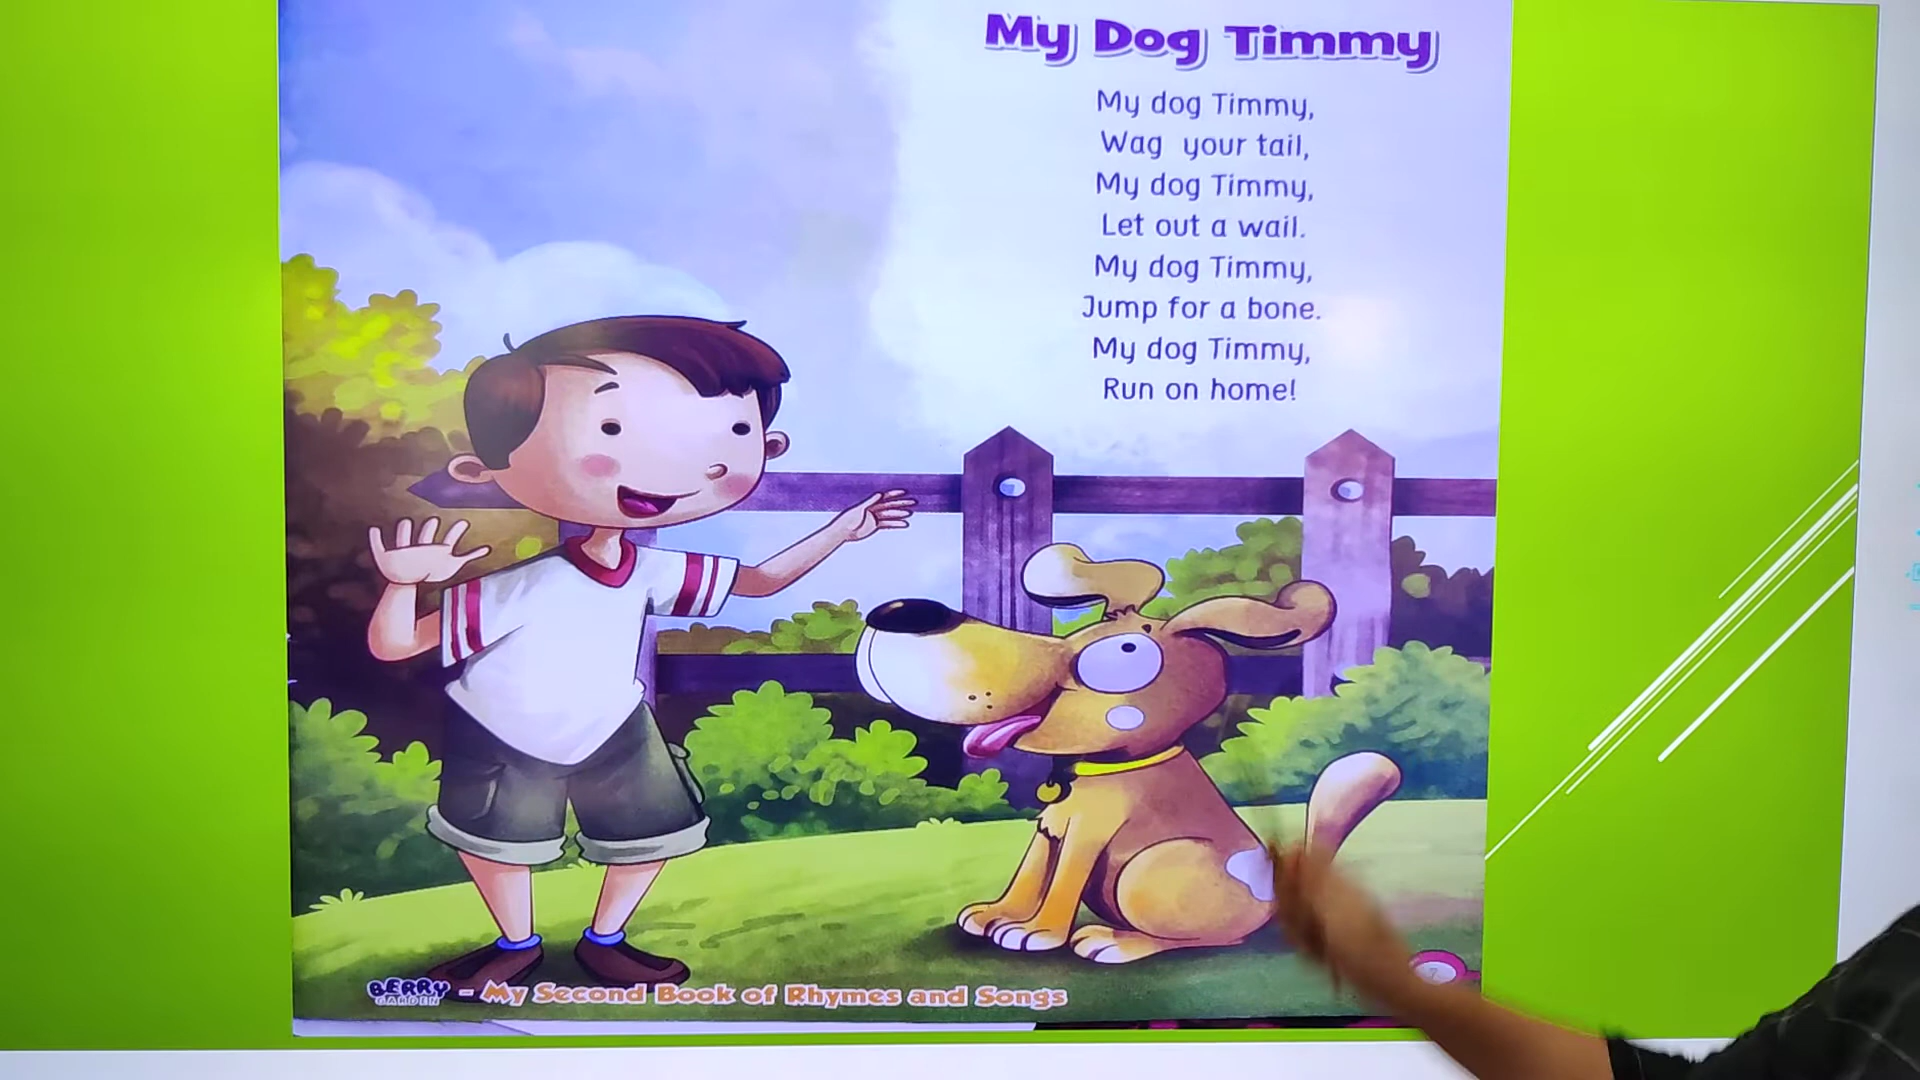 My Dog Timmy
My dog Timmy,
Wag your tail,
My dog Timmy,
Let out a wail.
My dog Timmy,
Jump for a bone.
My dog Timmy,
Run on home!
7
BERRY GARDEN - My Second Book of Rhymes and Songs